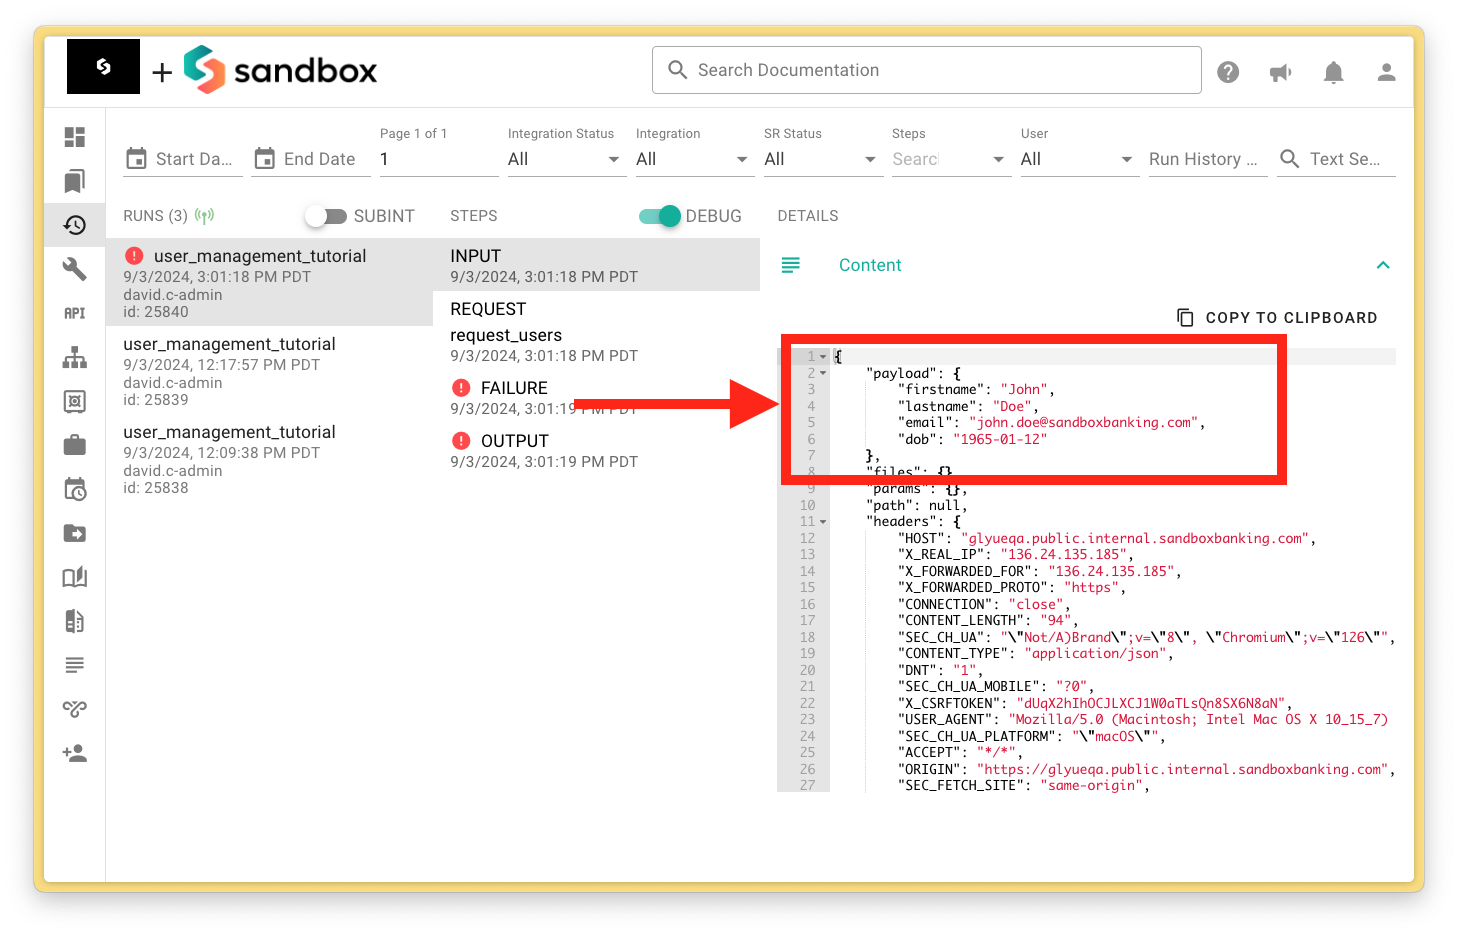 + sandbox
Search Documentation
Start Da...
End Date
Page 1 of 1
1
Integration Status
All
Integration
All
SR Status
All
Steps
Search
User
All
Run History ...
Text Se...
RUNS (3)
SUBINT
STEPS
DEBUG
DETAILS
API
user_management_tutorial
9/3/2024, 3:01:18 PM PDT
david.c-admin
id: 25840
user_management_tutorial
9/3/2024, 12:17:57 PM PDT
david.c-admin
id: 25839
user_management_tutorial
9/3/2024, 12:09:38 PM PDT
david.c-admin
id: 25838
INPUT
9/3/2024, 3:01:18 PM PDT
REQUEST
request_users
9/3/2024, 3:01:18 PM PDT
FAILURE
9/3/2024, 3:01:19 PM PDT
OUTPUT
9/3/2024, 3:01:19 PM PDT
Content
COPY TO CLIPBOARD
1 {
2 "payload": {
3 "firstname": "John",
4 "lastname": "Doe",
5 "email": "john.doe@sandboxbanking.com",
6 "dob": "1965-01-12"
7 },
8 "files": {}
9 "params": {},
10 "path": null,
11 "headers": {
12 "HOST": "glyueqa.public.internal.sandboxbanking.com",
13 "X_REAL_IP": "136.24.135.185",
14 "X_FORWARDED_FOR": "136.24.135.185",
15 "X_FORWARDED_PROTO": "https",
16 "CONNECTION": "close",
17 "CONTENT_LENGTH": "94",
18 "SEC_CH_UA": "\"Not/A)Brand\";v=\"8\", \"Chromium\";v=\"126\"",
19 "CONTENT_TYPE": "application/json",
20 "DNT": "1",
21 "SEC_CH_UA_MOBILE": "?0",
22 "X_CSRFTOKEN": "dUqX2hIhOCJLXCJ1W0aTLsQn8SX6N8aN",
23 "USER_AGENT": "Mozilla/5.0 (Macintosh; Intel Mac OS X 10_15_7)
24 "SEC_CH_UA_PLATFORM": "\"macOS\"",
25 "ACCEPT": "*/*",
26 "ORIGIN": "https://glyueqa.public.internal.sandboxbanking.com",
27 "SEC_FETCH_SITE": "same-origin",